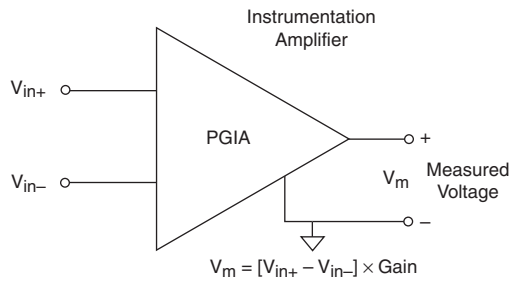 Instrumentation
Amplifier
Vin+
PGIA
+
Vm
Measured
Voltage
Vin–
–
Vm = [Vin+ – Vin–] × Gain